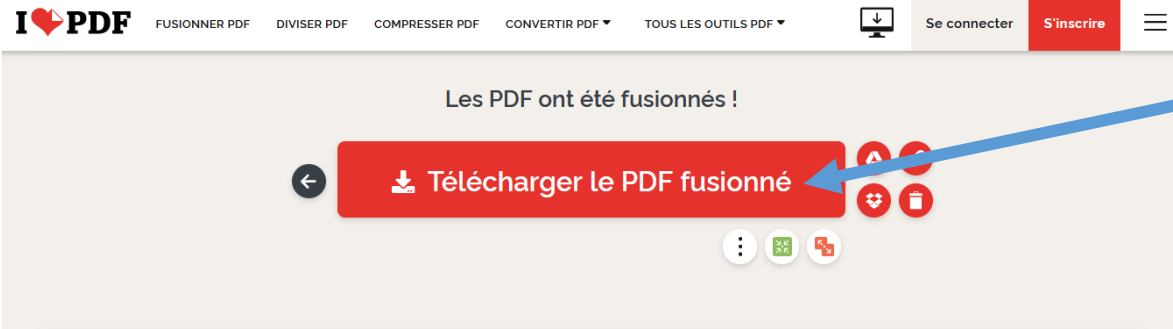 I PDF
FUSIONNER PDF DIVISER PDF COMPRESSER PDF CONVERTIR PDF TOUS LES OUTILS PDF Se connecter S'inscrire
Les PDF ont été fusionnés !
Télécharger le PDF fusionné